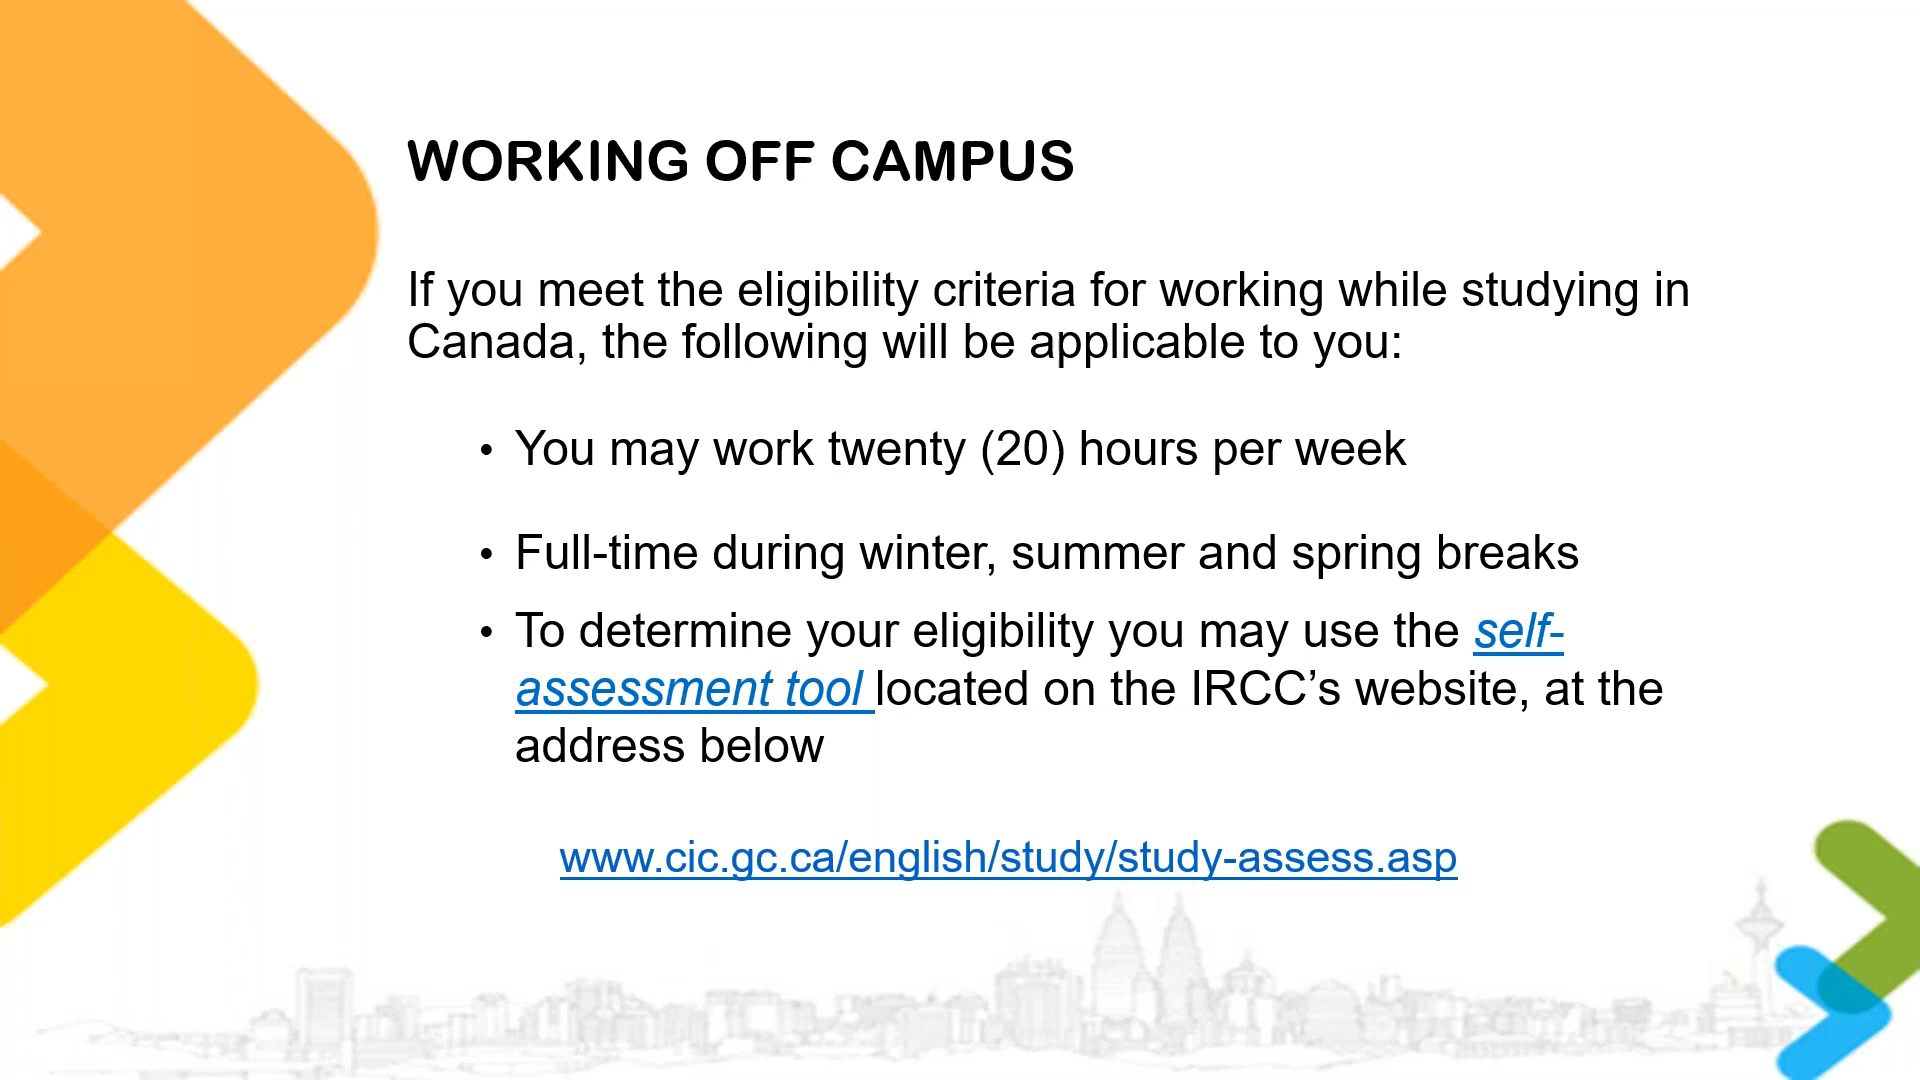 WORKING OFF CAMPUS
If you meet the eligibility criteria for working while studying in
Canada, the following will be applicable to you:
• You may work twenty (20) hours per week
• Full-time during winter, summer and spring breaks
• To determine your eligibility you may use the self-
assessment tool located on the IRCC’s website, at the
address below
www.cic.gc.ca/english/study/study-assess.asp